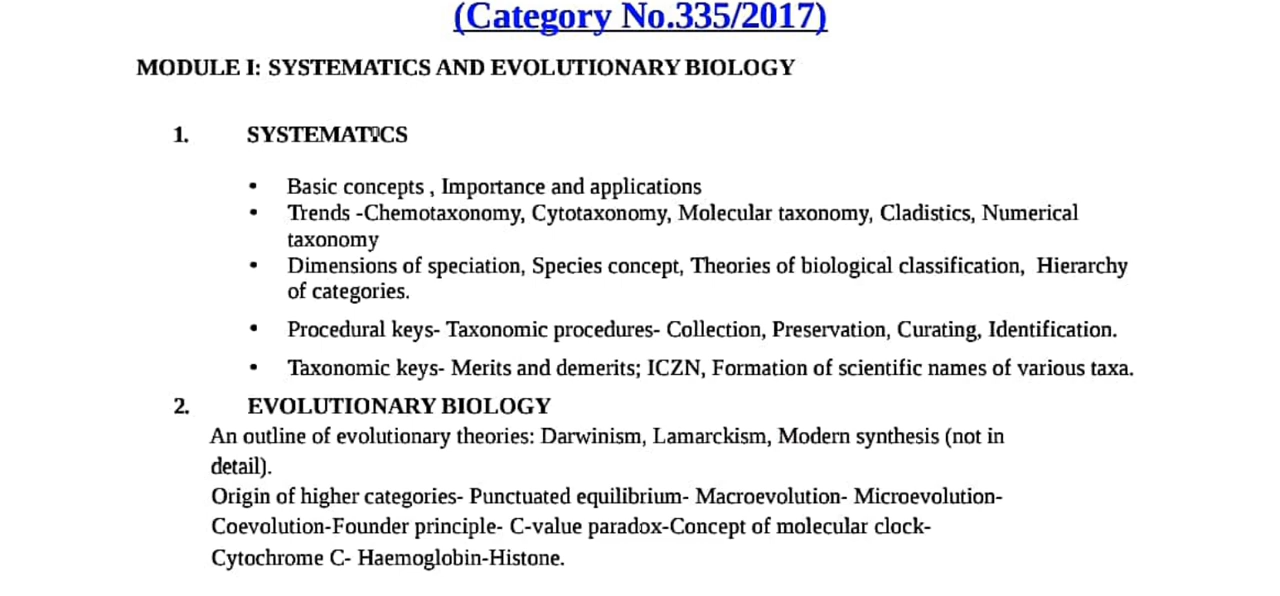 (Category No.335/2017)
MODULE I: SYSTEMATICS AND EVOLUTIONARY BIOLOGY
1. SYSTEMATICS
• Basic concepts , Importance and applications
• Trends -Chemotaxonomy, Cytotaxonomy, Molecular taxonomy, Cladistics, Numerical
taxonomy
• Dimensions of speciation, Species concept, Theories of biological classification, Hierarchy
of categories.
• Procedural keys- Taxonomic procedures- Collection, Preservation, Curating, Identification.
• Taxonomic keys- Merits and demerits; ICZN, Formation of scientific names of various taxa.
2. EVOLUTIONARY BIOLOGY
An outline of evolutionary theories: Darwinism, Lamarckism, Modern synthesis (not in
detail).
Origin of higher categories- Punctuated equilibrium- Macroevolution- Microevolution-
Coevolution-Founder principle- C-value paradox-Concept of molecular clock-
Cytochrome C- Haemoglobin-Histone.